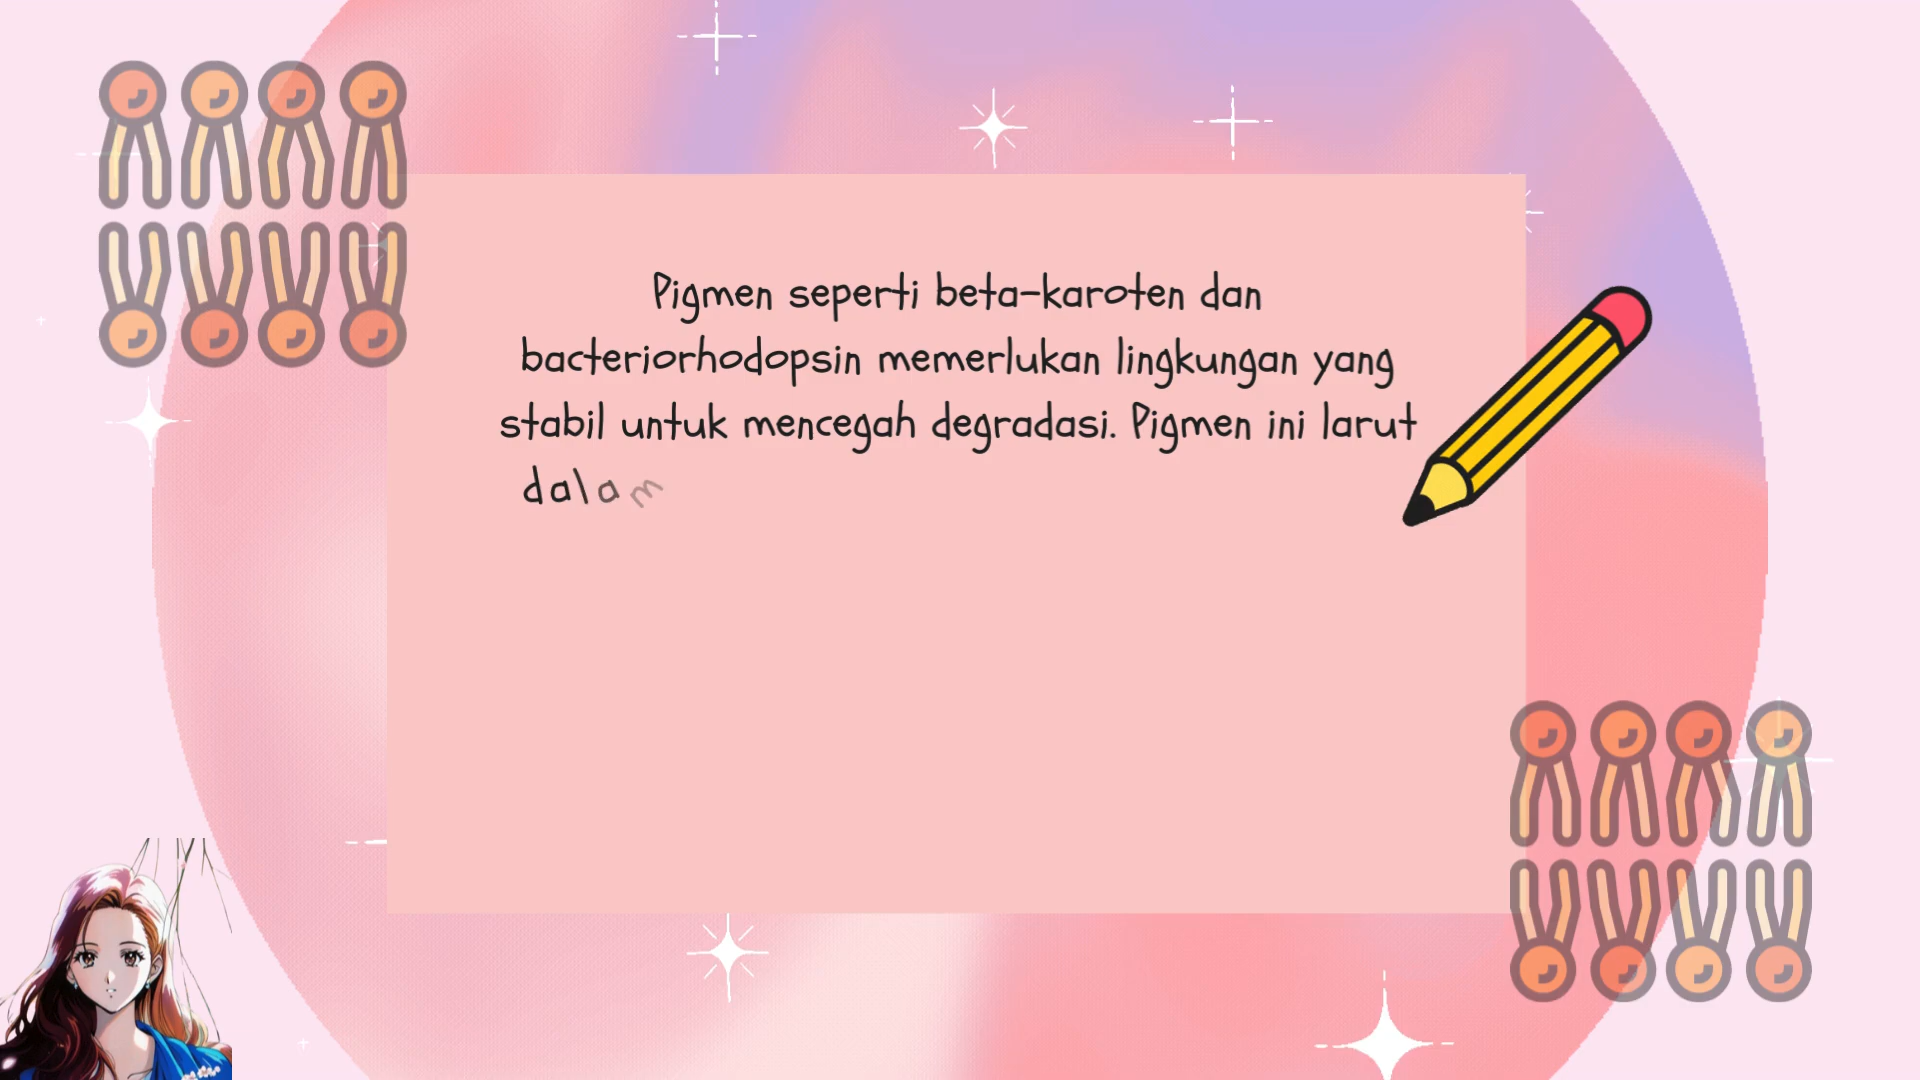 Pigmen seperti beta-karoten dan
bacteriorhodopsin memerlukan lingkungan yang
stabil untuk mencegah degradasi. Pigmen ini larut
dalam